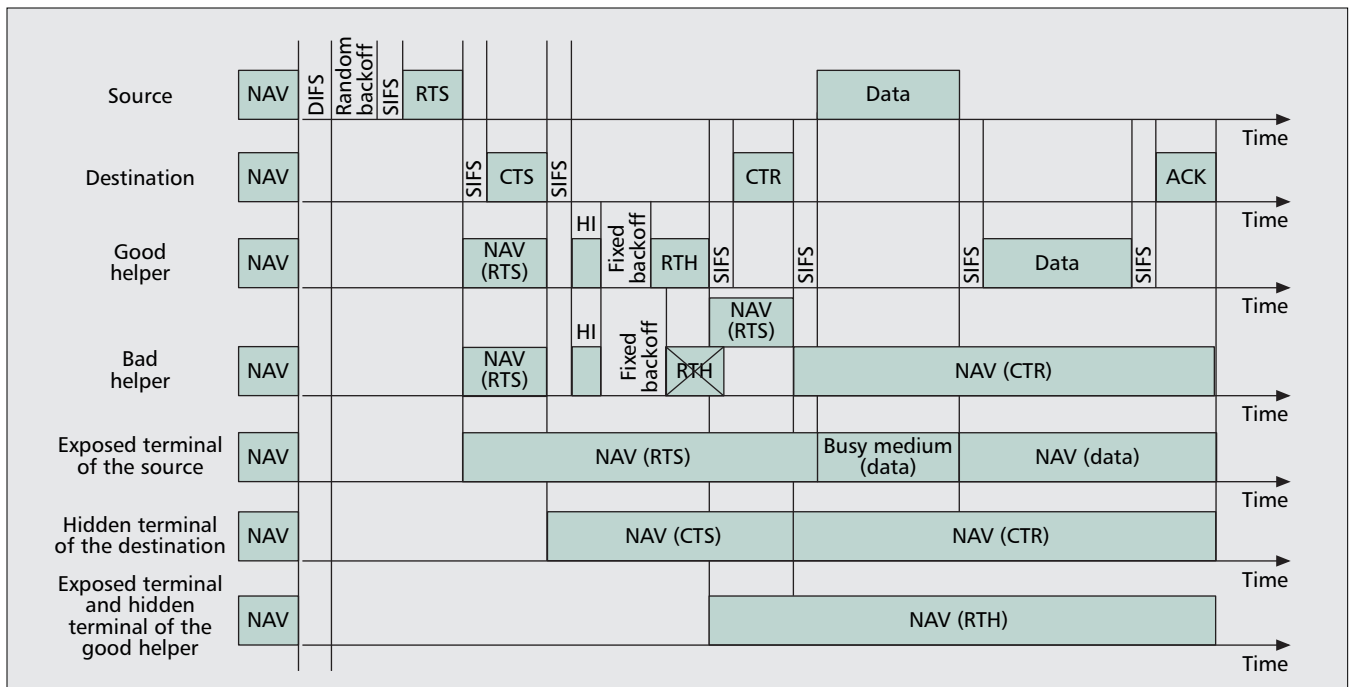 Source
NAV
DIFS
Random
backoff
SIFS
RTS
Data
Time
Destination
NAV
SIFS
CTS
SIFS
CTR
ACK
Time
Good
helper
NAV
NAV
(RTS)
HI
Fixed
backoff
RTH
SIFS
SIFS
SIFS
Data
SIFS
Time
Bad
helper
NAV
NAV
(RTS)
HI
Fixed
backoff
RTH
NAV
(RTS)
NAV (CTR)
Time
Exposed terminal
of the source
NAV
NAV (RTS)
Busy medium
(data)
NAV (data)
Time
Hidden terminal
of the destination
NAV
NAV (CTS)
NAV (CTR)
Time
Exposed terminal
and hidden
terminal of the
good helper
NAV
NAV (RTH)
Time